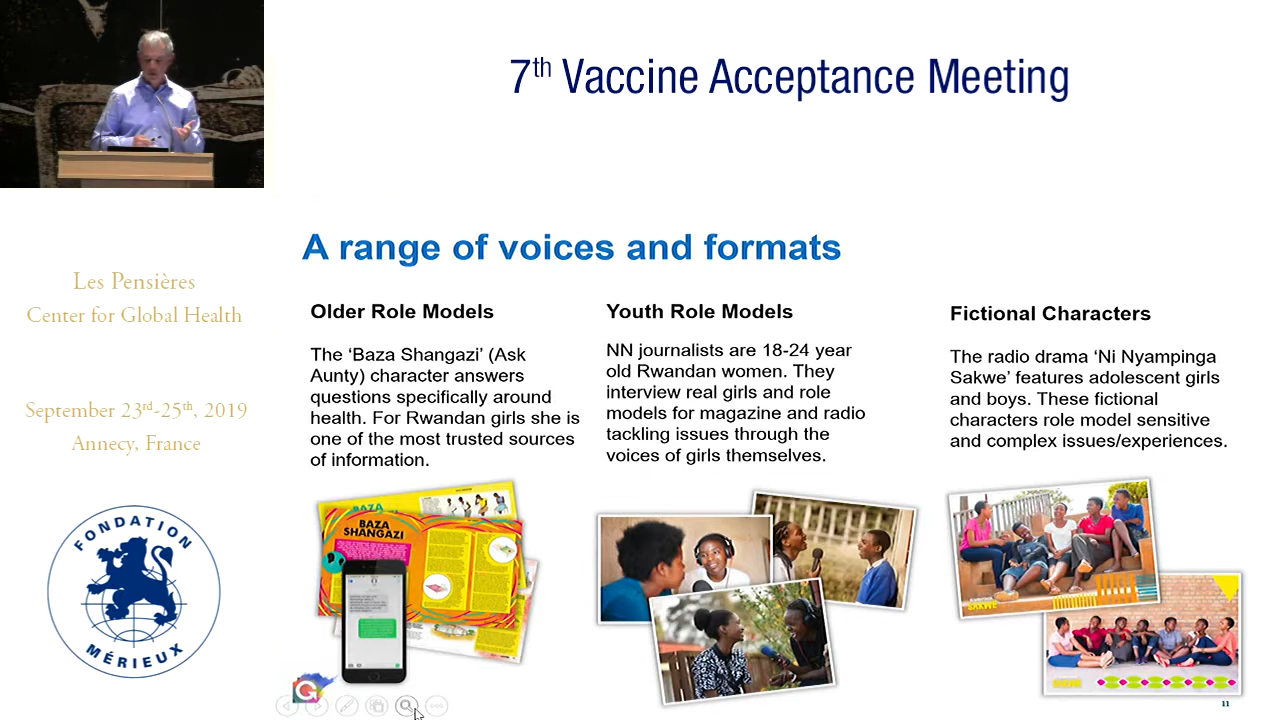 7th Vaccine Acceptance Meeting
Les Pensières
Center for Global Health
September 23rd-25th, 2019
Annecy, France
FONDATION
MÉRIEUX
A range of voices and formats
Older Role Models
The ‘Baza Shangazi’ (Ask
Aunty) character answers
questions specifically around
health. For Rwandan girls she is
one of the most trusted sources
of information.
BAZA
BAZA
SHANGAZI
Youth Role Models
NN journalists are 18-24 year
old Rwandan women. They
interview real girls and role
models for magazine and radio
tackling issues through the
voices of girls themselves.
Fictional Characters
The radio drama ‘Ni Nyampinga
Sakwe’ features adolescent girls
and boys. These fictional
characters role model sensitive
and complex issues/experiences.
SAKWE
G
11